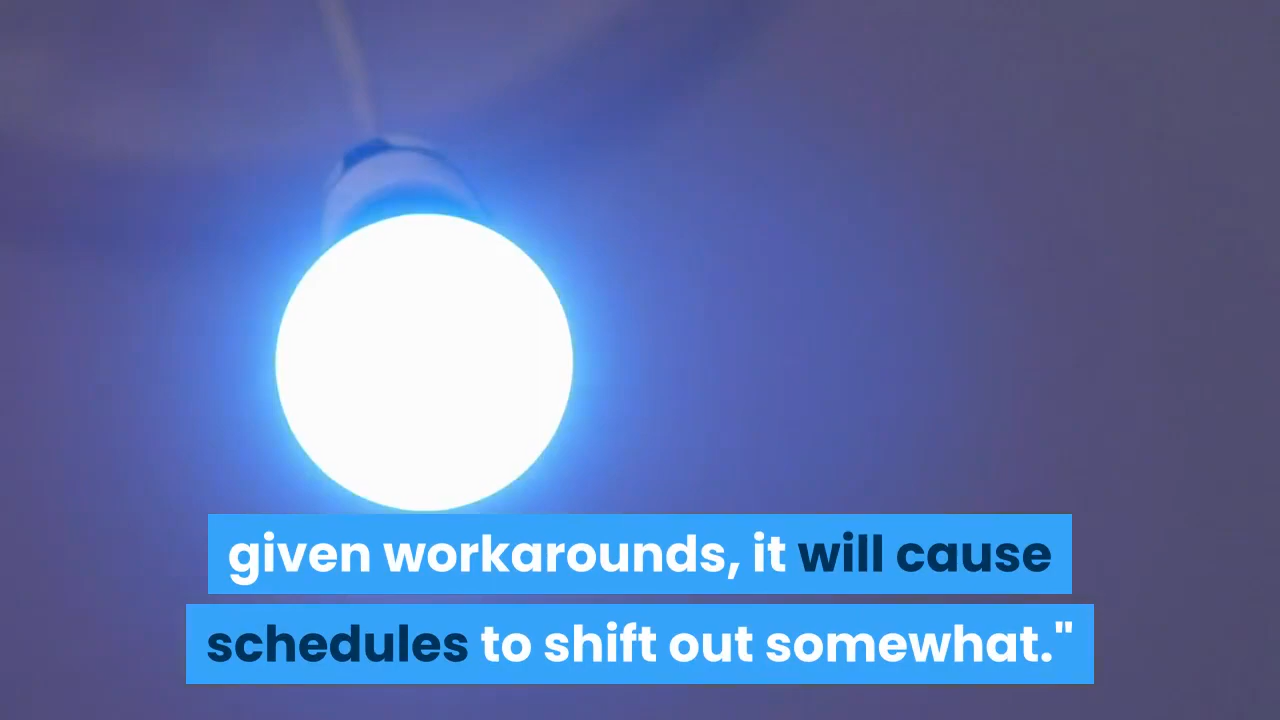 given workarounds, it will cause
schedules to shift out somewhat."